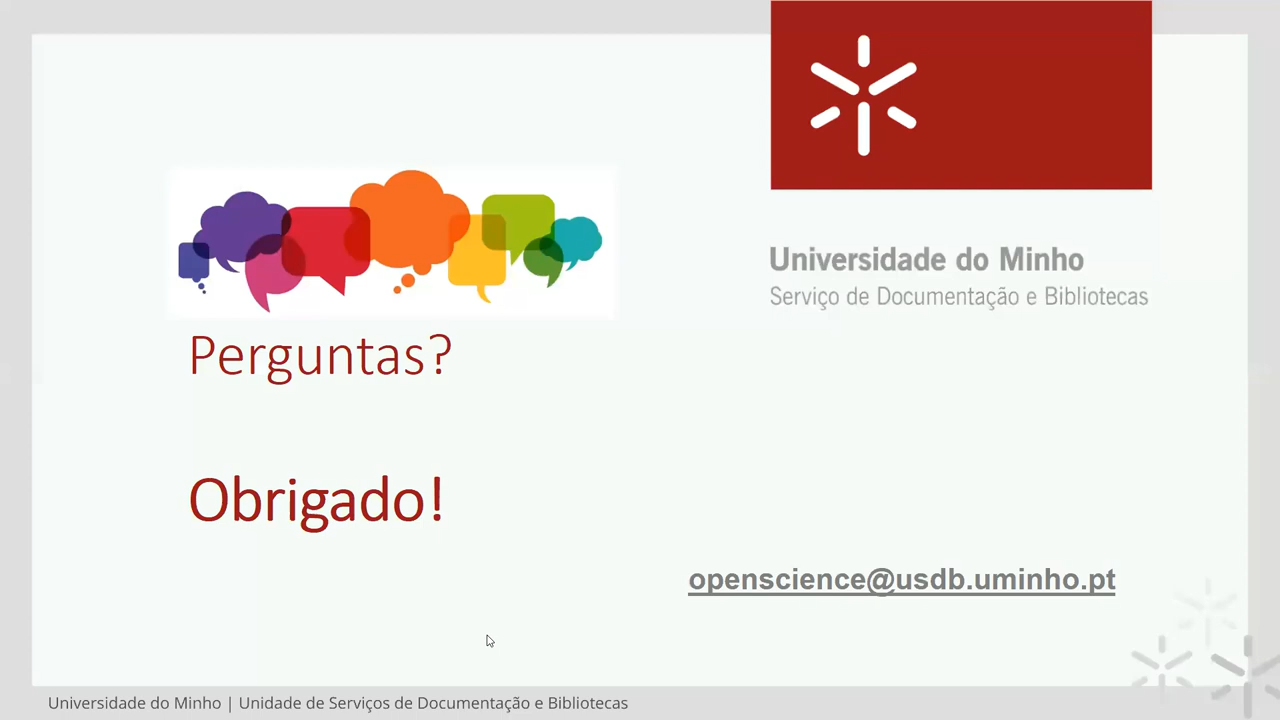 Universidade do Minho
Serviço de Documentação e Bibliotecas
Perguntas?
Obrigado!
openscience@usdb.uminho.pt
Universidade do Minho | Unidade de Serviços de Documentação e Bibliotecas